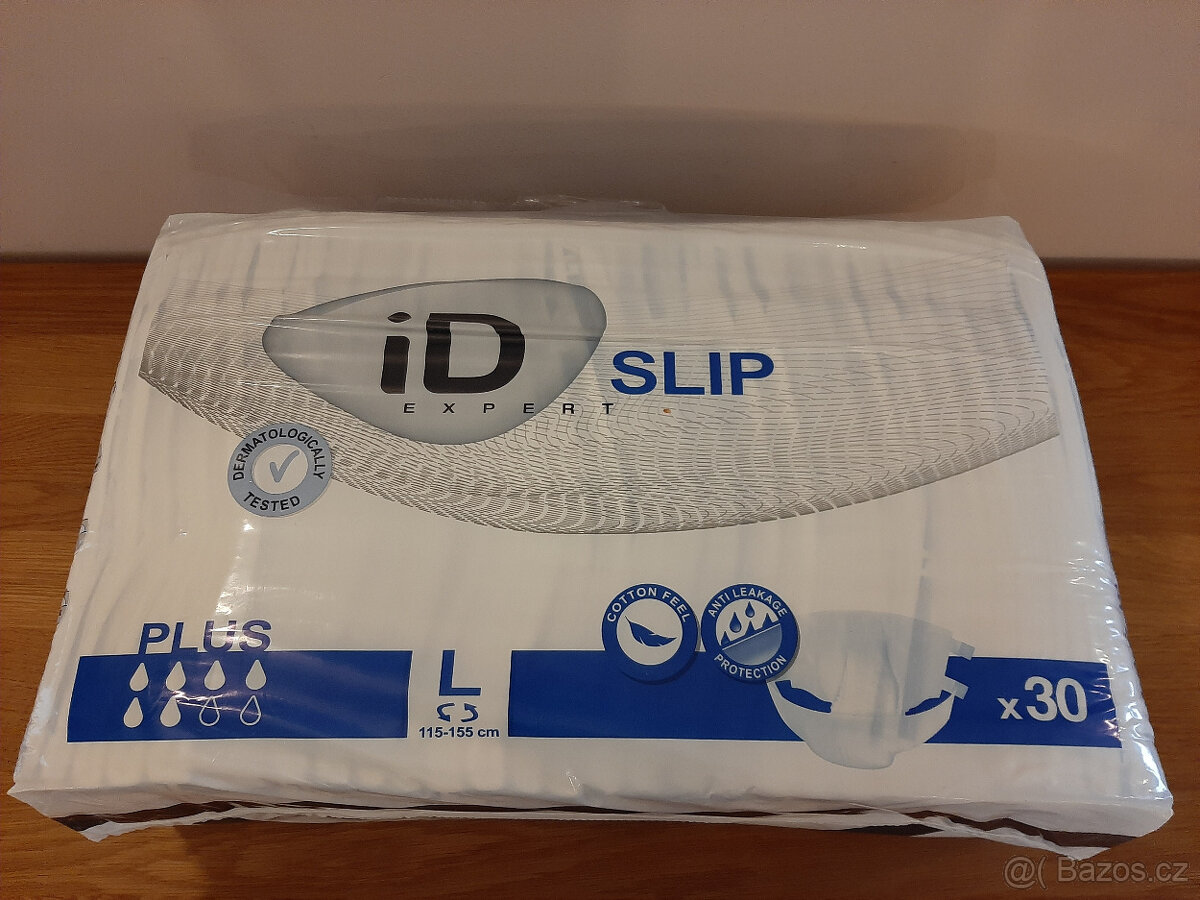 iD
EXPERT
SLIP
DERMATOLOGICALLY
TESTED
COTTON FEEL
ANTI LEAKAGE
PROTECTION
PLUS
L
115-155 cm
x30
@( Bazos.cz